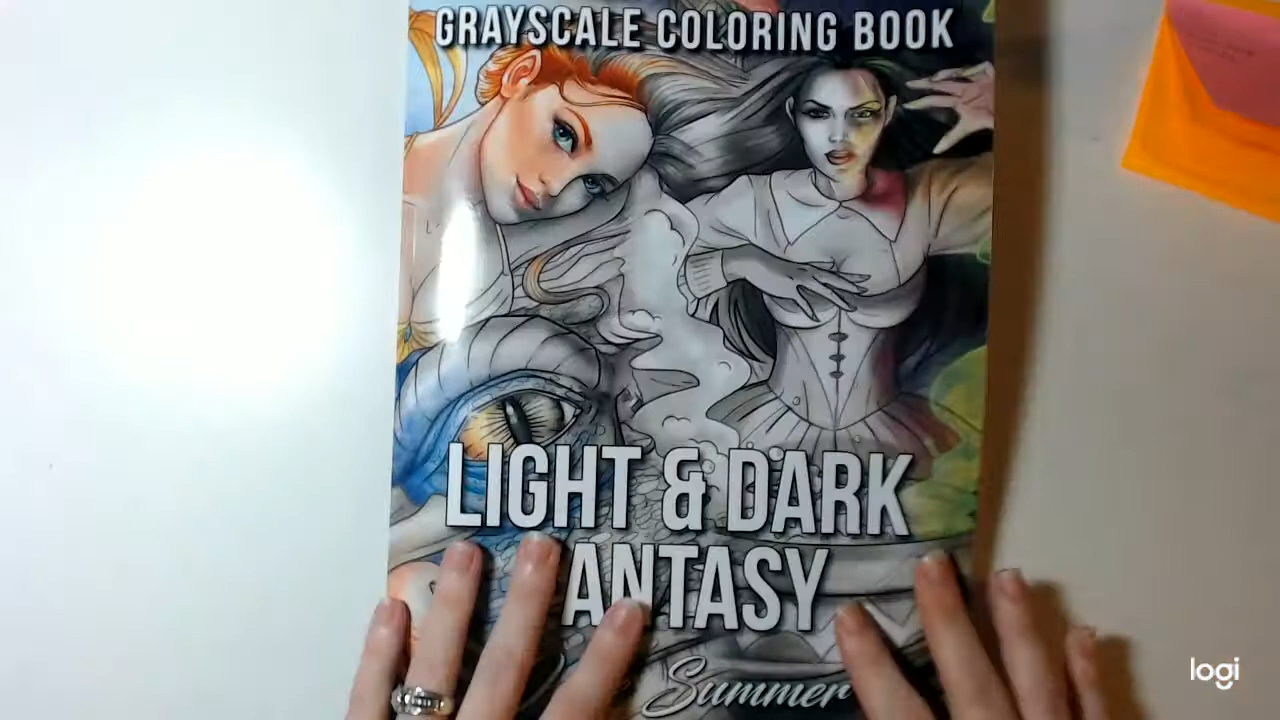 GRAYSCALE COLORING BOOK
LIGHT & DARK
ANTASY
Summer
logi